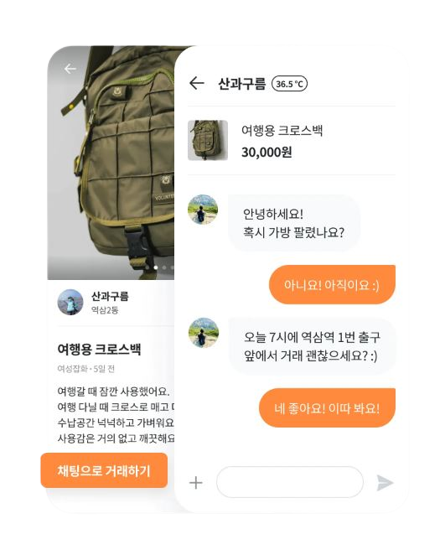 산과구름
역삼2동
여행용 크로스백
여성잡화 · 5일 전
여행갈 때 잠깐 사용했어요.
여행 다닐 때 크로스로 매고
수납공간 넉넉하고 가벼워요
사용감은 거의 없고 깨끗해요
채팅으로 거래하기
산과구름 36.5℃
여행용 크로스백
30,000원
안녕하세요!
혹시 가방 팔렸나요?
아니요! 아직이요 :)
오늘 7시에 역삼역 1번 출구
앞에서 거래 괜찮으세요? :)
네 좋아요! 이따 봐요!